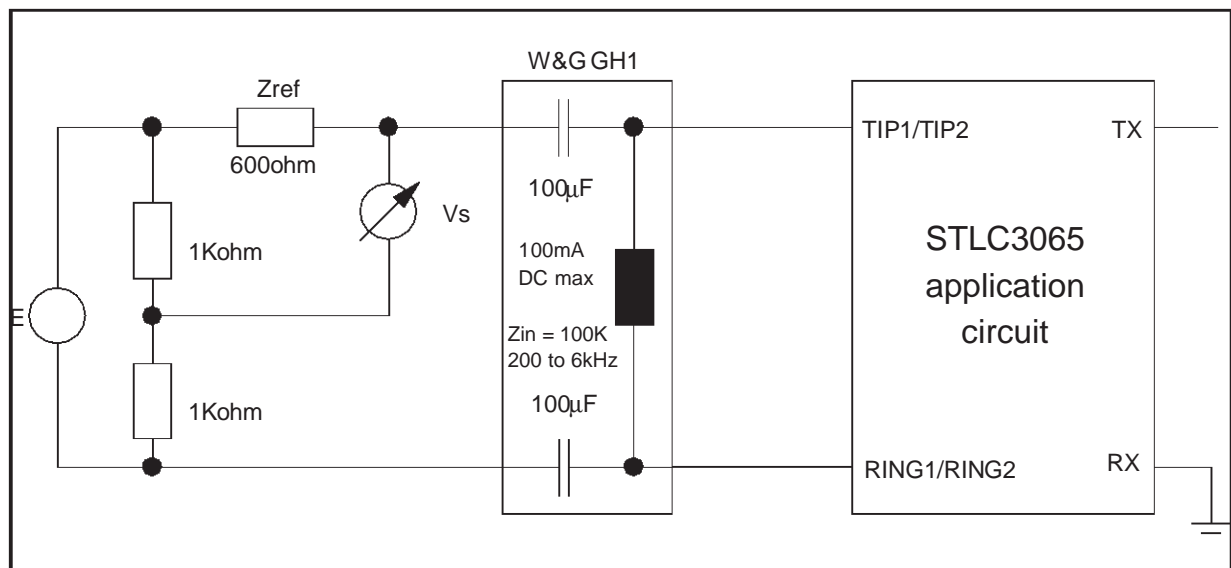 W&G GH1
Zref
600ohm
TIP1/TIP2
TX
100µF
Vs
1Kohm
100mA
DC max
STLC3065
application
circuit
E
Zin = 100K
200 to 6kHz
1Kohm
100µF
RING1/RING2
RX